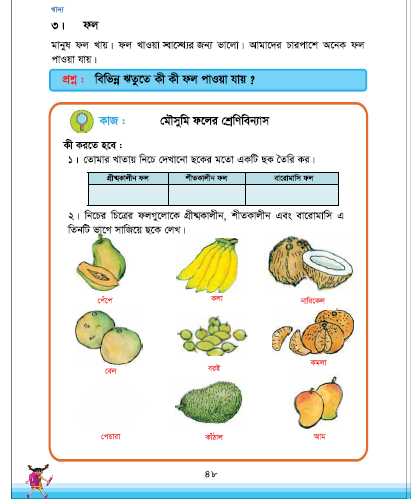 খাদ্য
৩। ফল
মানুষ ফল খায়। ফল খাওয়া স্বাস্থ্যের জন্য ভালো। আমাদের চারপাশে অনেক ফল
পাওয়া যায়।
প্রশ্ন : বিভিন্ন ঋতুতে কী কী ফল পাওয়া যায় ?
কাজ : মৌসুমি ফলের শ্রেণিবিন্যাস
কী করতে হবে :
১। তোমার খাতায় নিচে দেখানো ছকের মতো একটি ছক তৈরি কর।
গ্রীষ্মকালীন ফল শীতকালীন ফল বারোমাসি ফল
২। নিচের চিত্রের ফলগুলোকে গ্রীষ্মকালীন, শীতকালীন এবং বারোমাসি এ
তিনটি ভাগে সাজিয়ে ছকে লেখ।
পেঁপে কলা নারিকেল
বেল বরই কমলা
পেয়ারা কাঁঠাল আম
৪৮